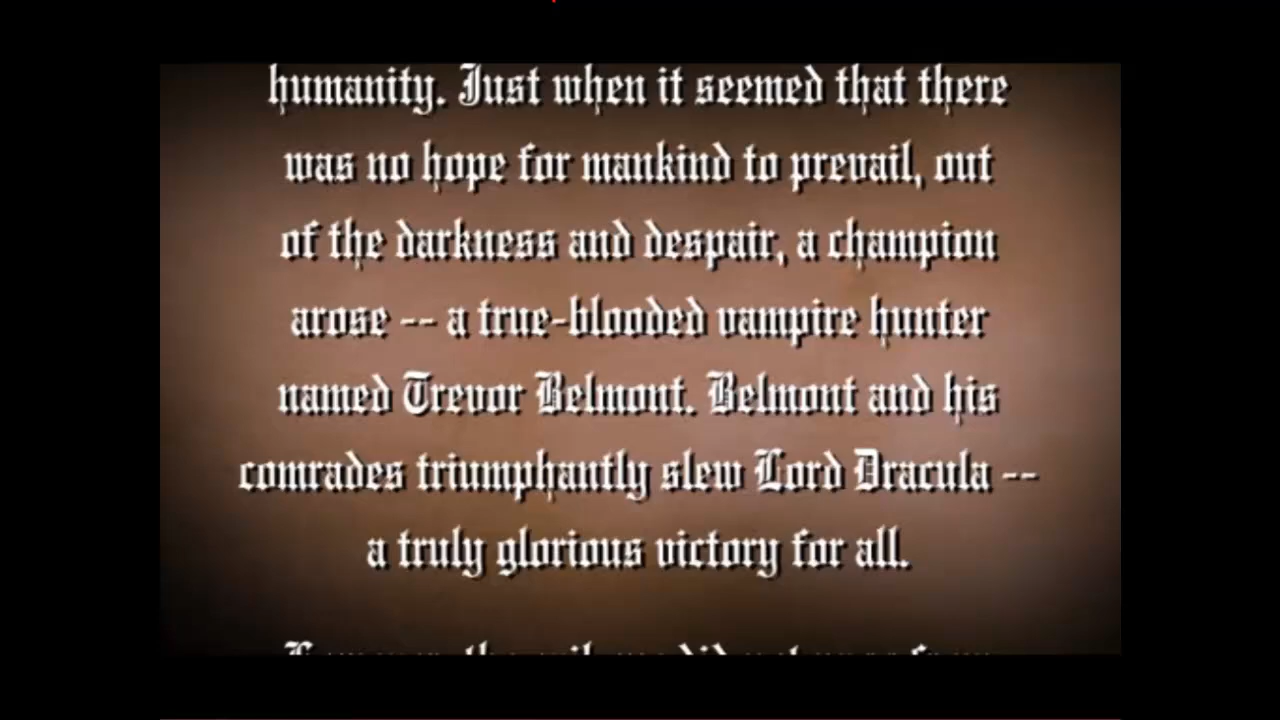 humanity. Just when it seemed that there
was no hope for mankind to prevail, out
of the darkness and despair, a champion
arose -- a true-blooded vampire hunter
named Trevor Belmont. Belmont and his
comrades triumphantly slew Lord Dracula --
a truly glorious victory for all.